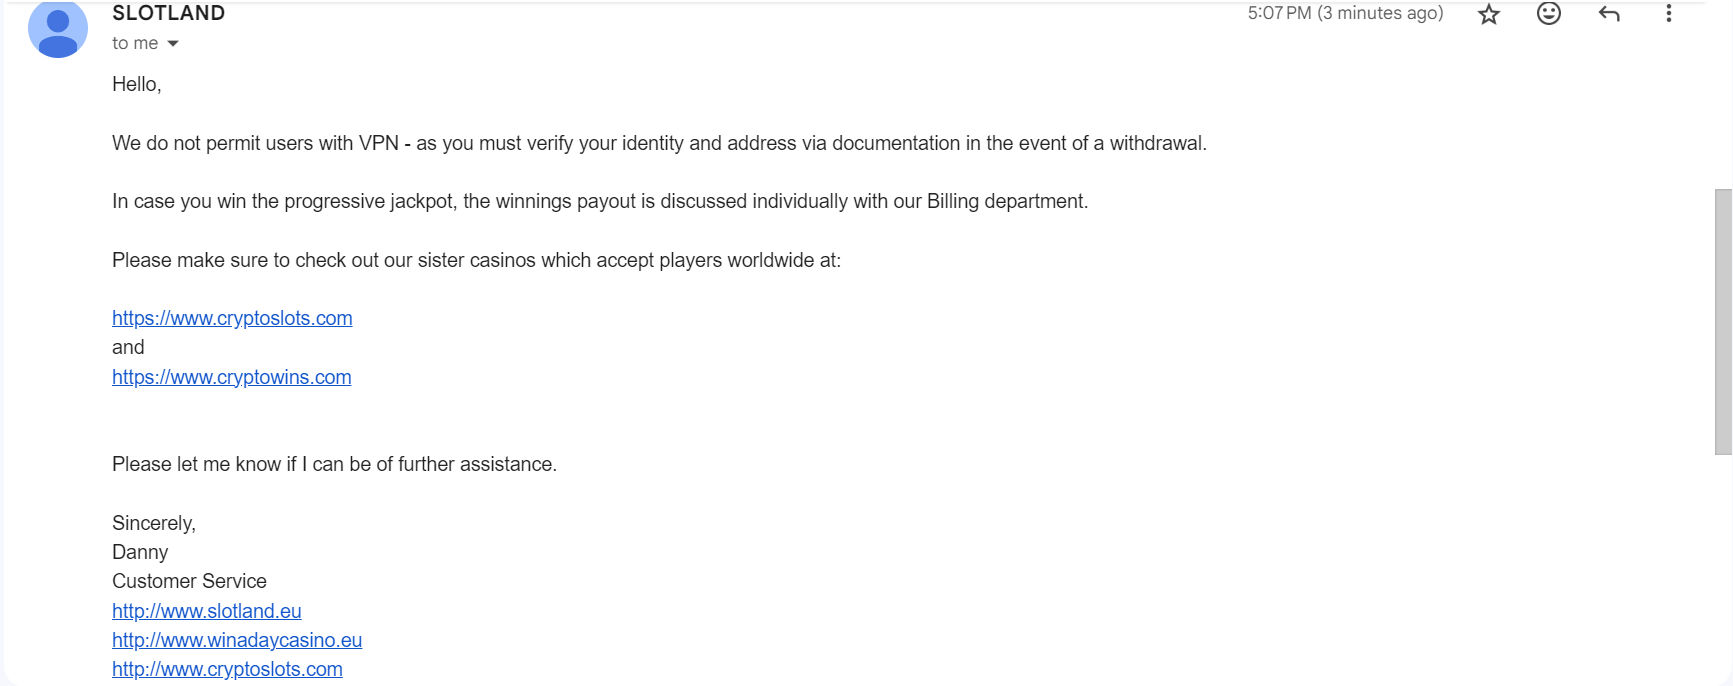 SLOTLAND
5:07 PM (3 minutes ago)
to me
Hello,
We do not permit users with VPN - as you must verify your identity and address via documentation in the event of a withdrawal.
In case you win the progressive jackpot, the winnings payout is discussed individually with our Billing department.
Please make sure to check out our sister casinos which accept players worldwide at:
https://www.cryptoslots.com
and
https://www.cryptowins.com
Please let me know if I can be of further assistance.
Sincerely,
Danny
Customer Service
http://www.slotland.eu
http://www.winadaycasino.eu
http://www.cryptoslots.com